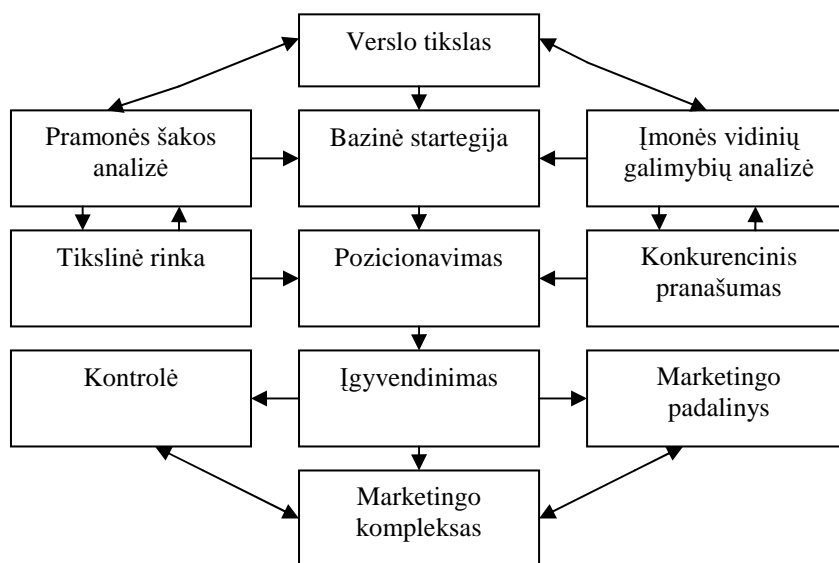 Verslo tikslas
Pramonės šakos
analizė
Bazinė startegija
Įmonės vidinių
galimybių analizė
Tikslinė rinka
Pozicionavimas
Konkurencinis
pranašumas
Kontrolė
Įgyvendinimas
Marketingo
padalinys
Marketingo
kompleksas